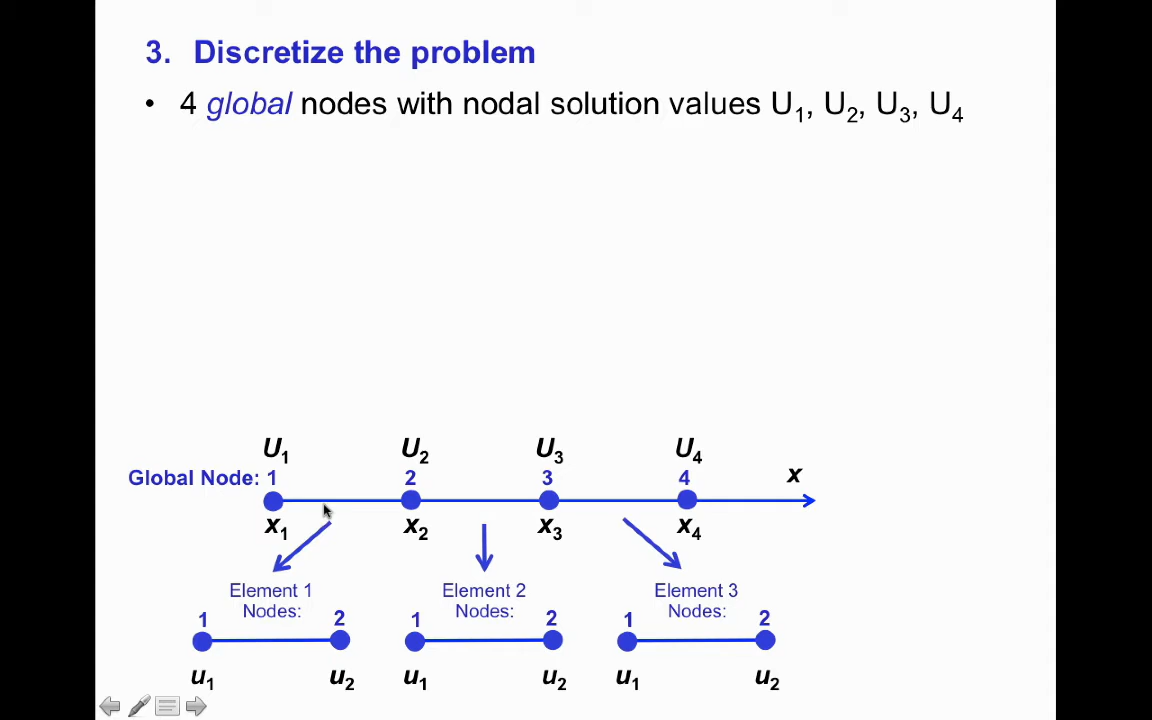 3. Discretize the problem
• 4 global nodes with nodal solution values U1, U2, U3, U4
U1 U2 U3 U4
Global Node: 1 2 3 4 x
x1 x2 x3 x4
Element 1 Element 2 Element 3
Nodes: Nodes: Nodes:
1 2 1 2 1 2
u1 u2 u1 u2 u1 u2